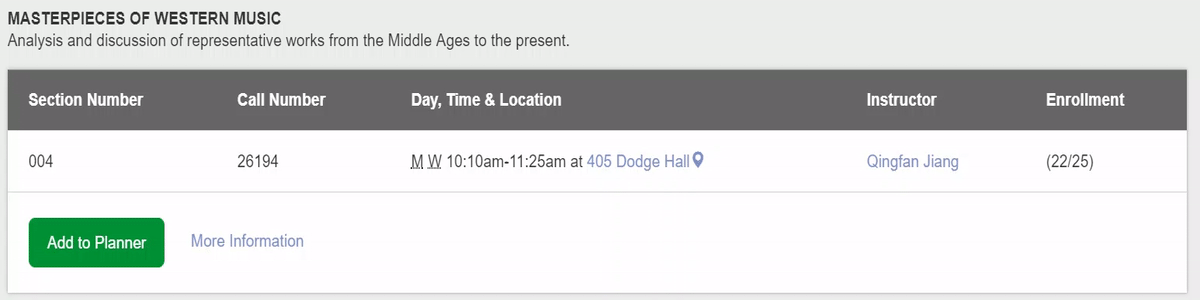 MASTERPIECES OF WESTERN MUSIC
Analysis and discussion of representative works from the Middle Ages to the present.
Section Number Call Number Day, Time & Location Instructor Enrollment
004 26194 M W 10:10am-11:25am at 405 Dodge Hall Qingfan Jiang (22/25)
Add to Planner More Information